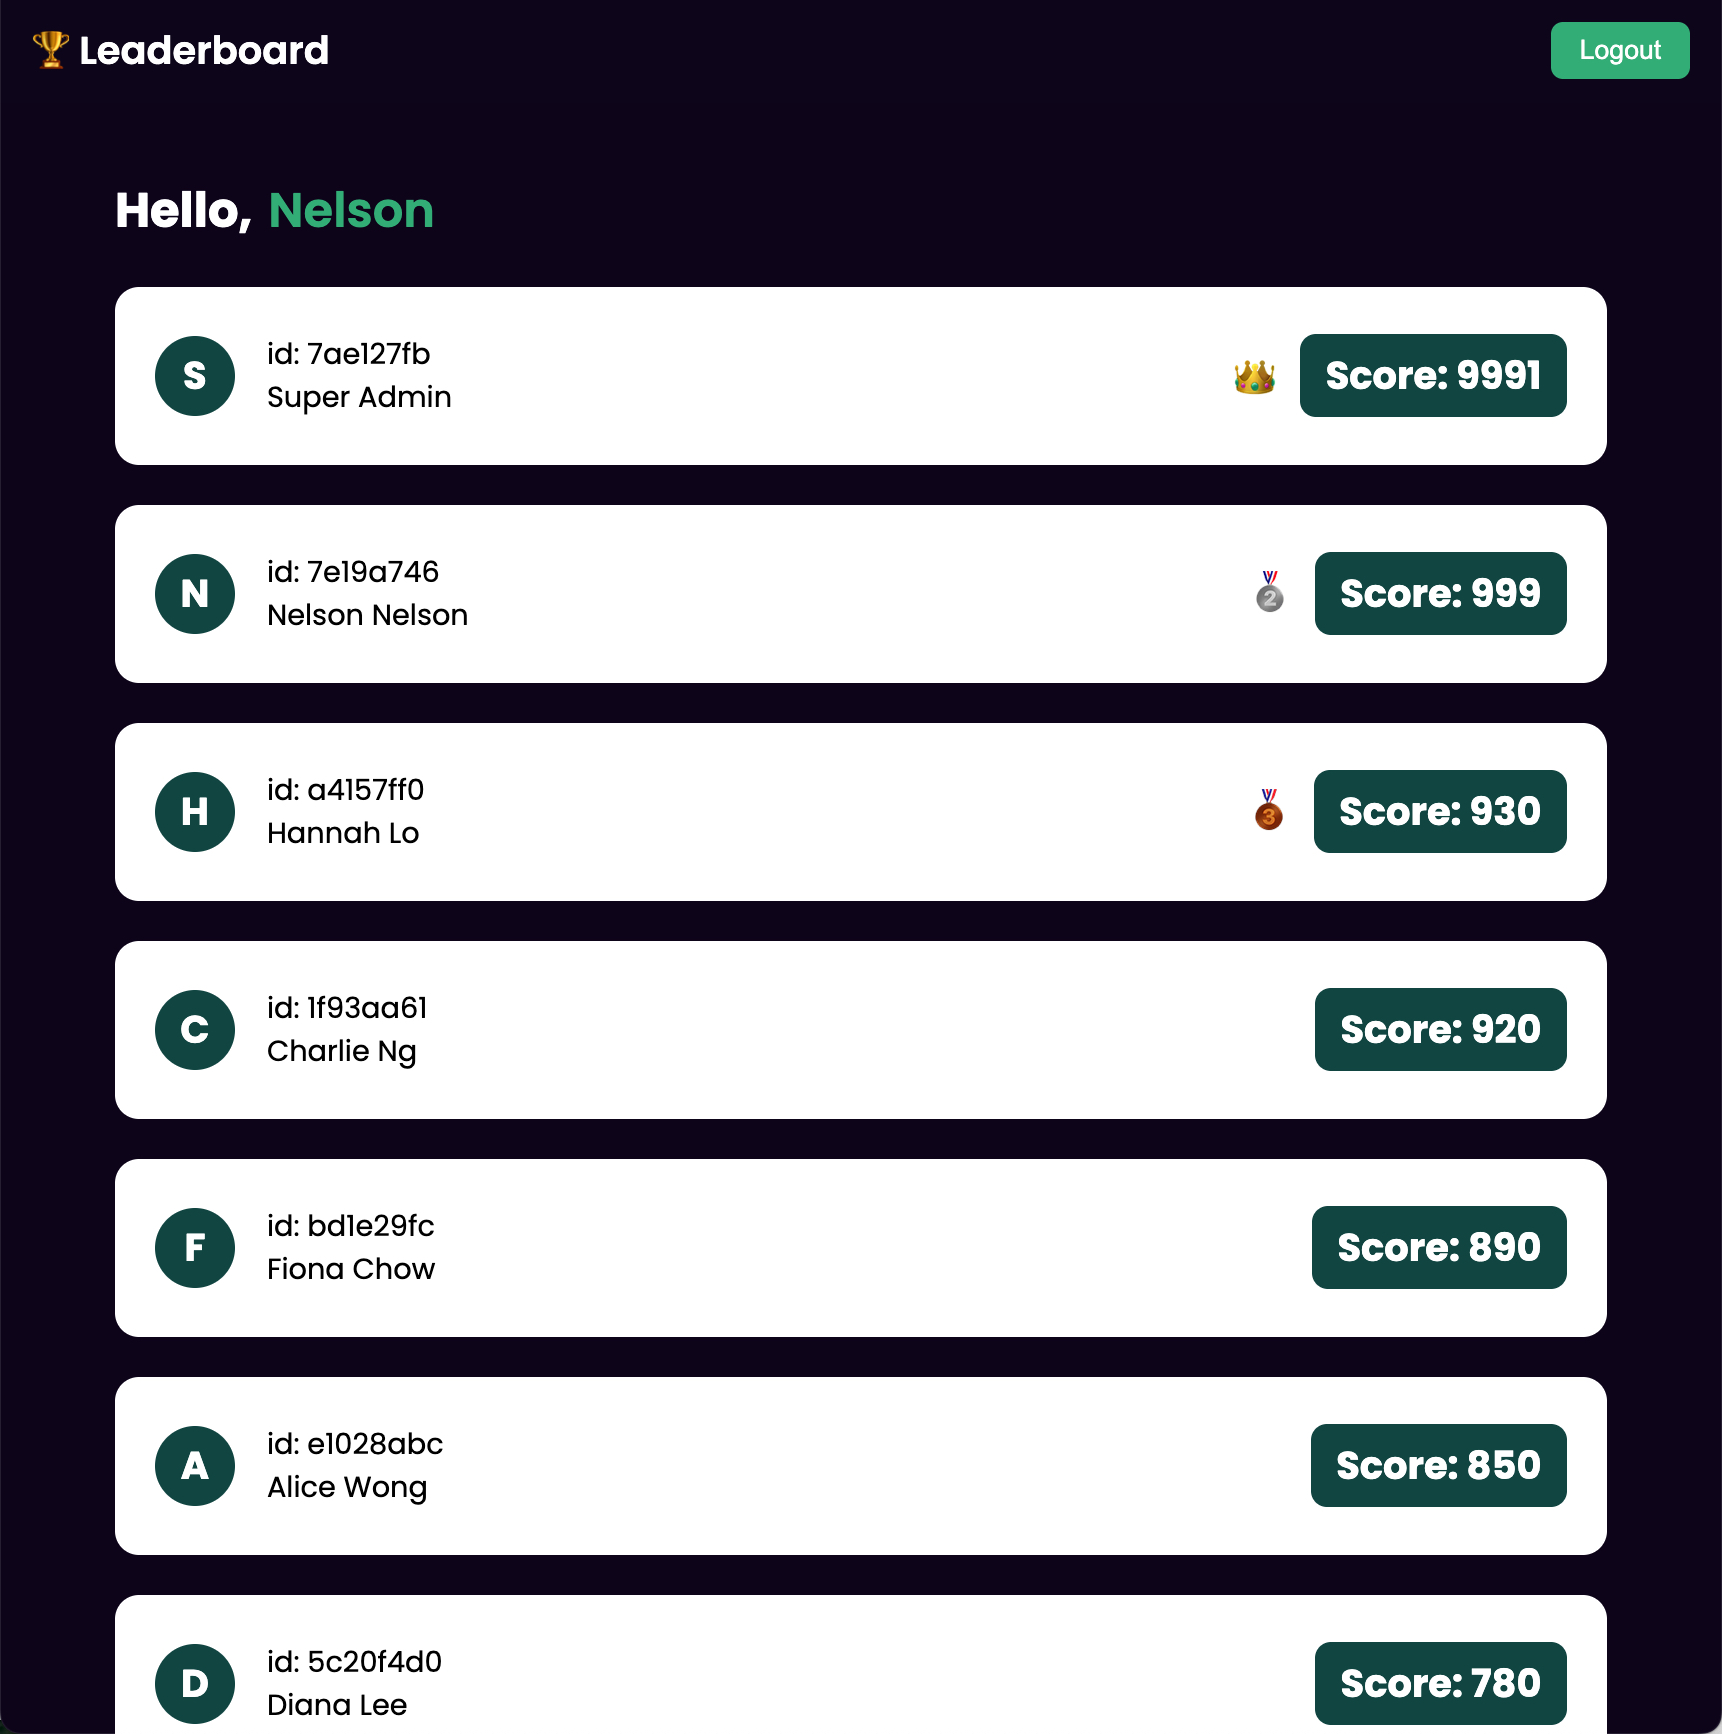 🏆 Leaderboard
Logout
Hello, Nelson
S
id: 7ae127fb
Super Admin
Score: 9991
N
id: 7e19a746
Nelson Nelson
2
Score: 999
H
id: a4157ff0
Hannah Lo
3
Score: 930
C
id: 1f93aa61
Charlie Ng
Score: 920
F
id: bd1e29fc
Fiona Chow
Score: 890
A
id: e1028abc
Alice Wong
Score: 850
D
id: 5c20f4d0
Diana Lee
Score: 780